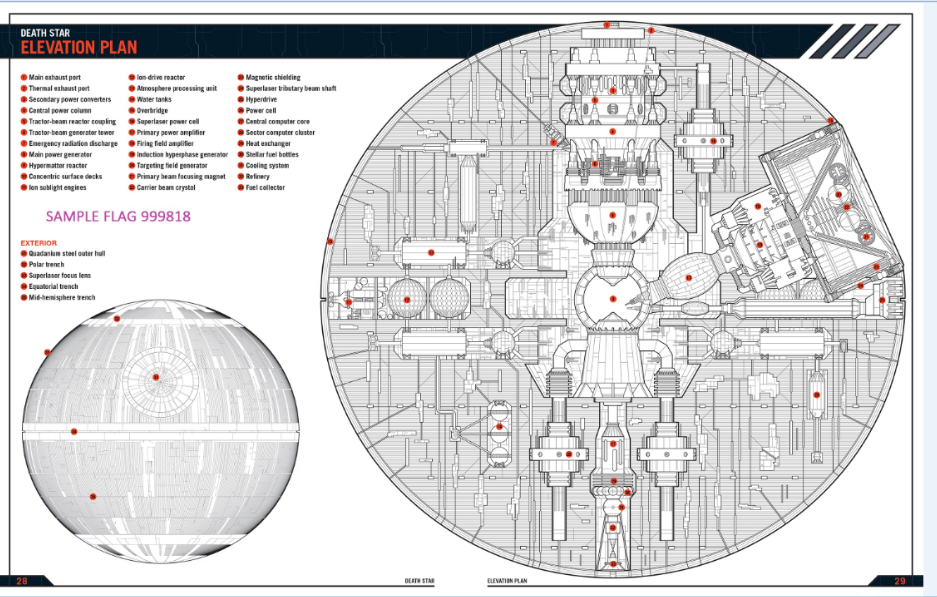 DEATH STAR
ELEVATION PLAN
Main exhaust port
Thermal exhaust port
Secondary power converters
Central power column
Tractor-beam reactor coupling
Tractor-beam generator tower
Emergency radiation discharge
Main power generator
Hypermatter reactor
Concentric surface decks
Ion sublight engines
Ion-drive reactor
Atmosphere processing unit
Water tanks
Overbridge
Superlaser power cell
Primary power amplifier
Firing field amplifier
Induction hyperphase generator
Targeting field generator
Primary beam focusing magnet
Carrier beam crystal
Magnetic shielding
Superlaser tributary beam shaft
Hyperdrive
Power cell
Central computer core
Sector computer cluster
Heat exchanger
Stellar fuel bottles
Cooling system
Refinery
Fuel collector
SAMPLE FLAG 999818
EXTERIOR
Quadanium steel outer hull
Polar trench
Superlaser focus lens
Equatorial trench
Mid-hemisphere trench
28
DEATH STAR
ELEVATION PLAN
29